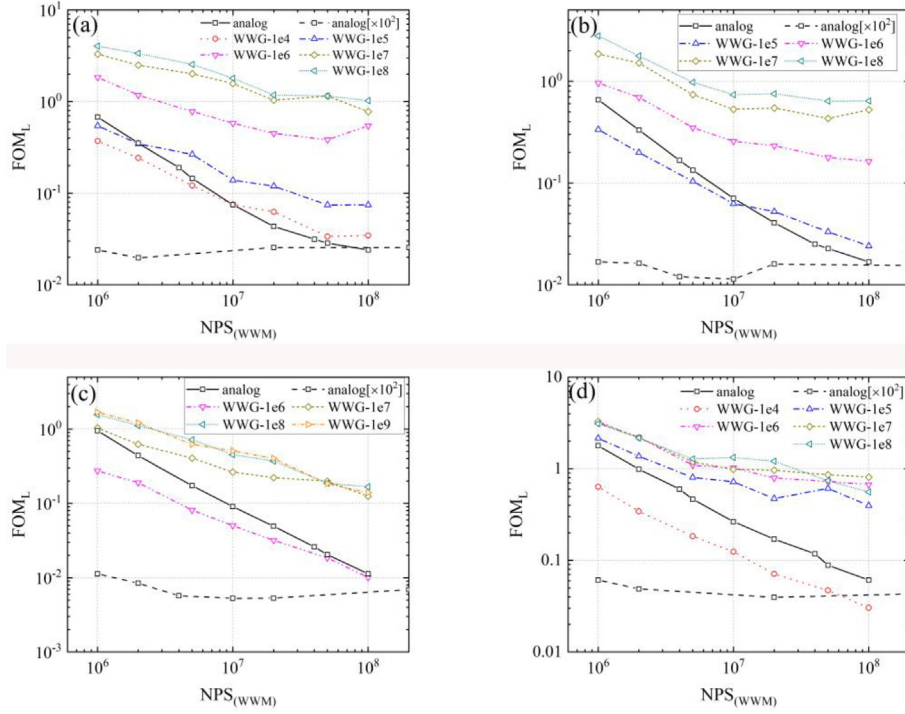 (a)
analog
analog[×10²]
WWG-1e4
WWG-1e5
WWG-1e6
WWG-1e7
WWG-1e8
10¹
10⁰
10⁻¹
10⁻²
FOM_L
10⁶
10⁷
10⁸
NPS_(WWM)
(b)
analog
analog[×10²]
WWG-1e5
WWG-1e6
WWG-1e7
WWG-1e8
10⁰
10⁻¹
10⁻²
FOM_L
10⁶
10⁷
10⁸
NPS_(WWM)
(c)
analog
analog[×10²]
WWG-1e6
WWG-1e7
WWG-1e8
WWG-1e9
10⁰
10⁻¹
10⁻²
10⁻³
FOM_L
10⁶
10⁷
10⁸
NPS_(WWM)
(d)
analog
analog[×10²]
WWG-1e4
WWG-1e5
WWG-1e6
WWG-1e7
WWG-1e8
10
1
0.1
0.01
FOM_L
10⁶
10⁷
10⁸
NPS_(WWM)